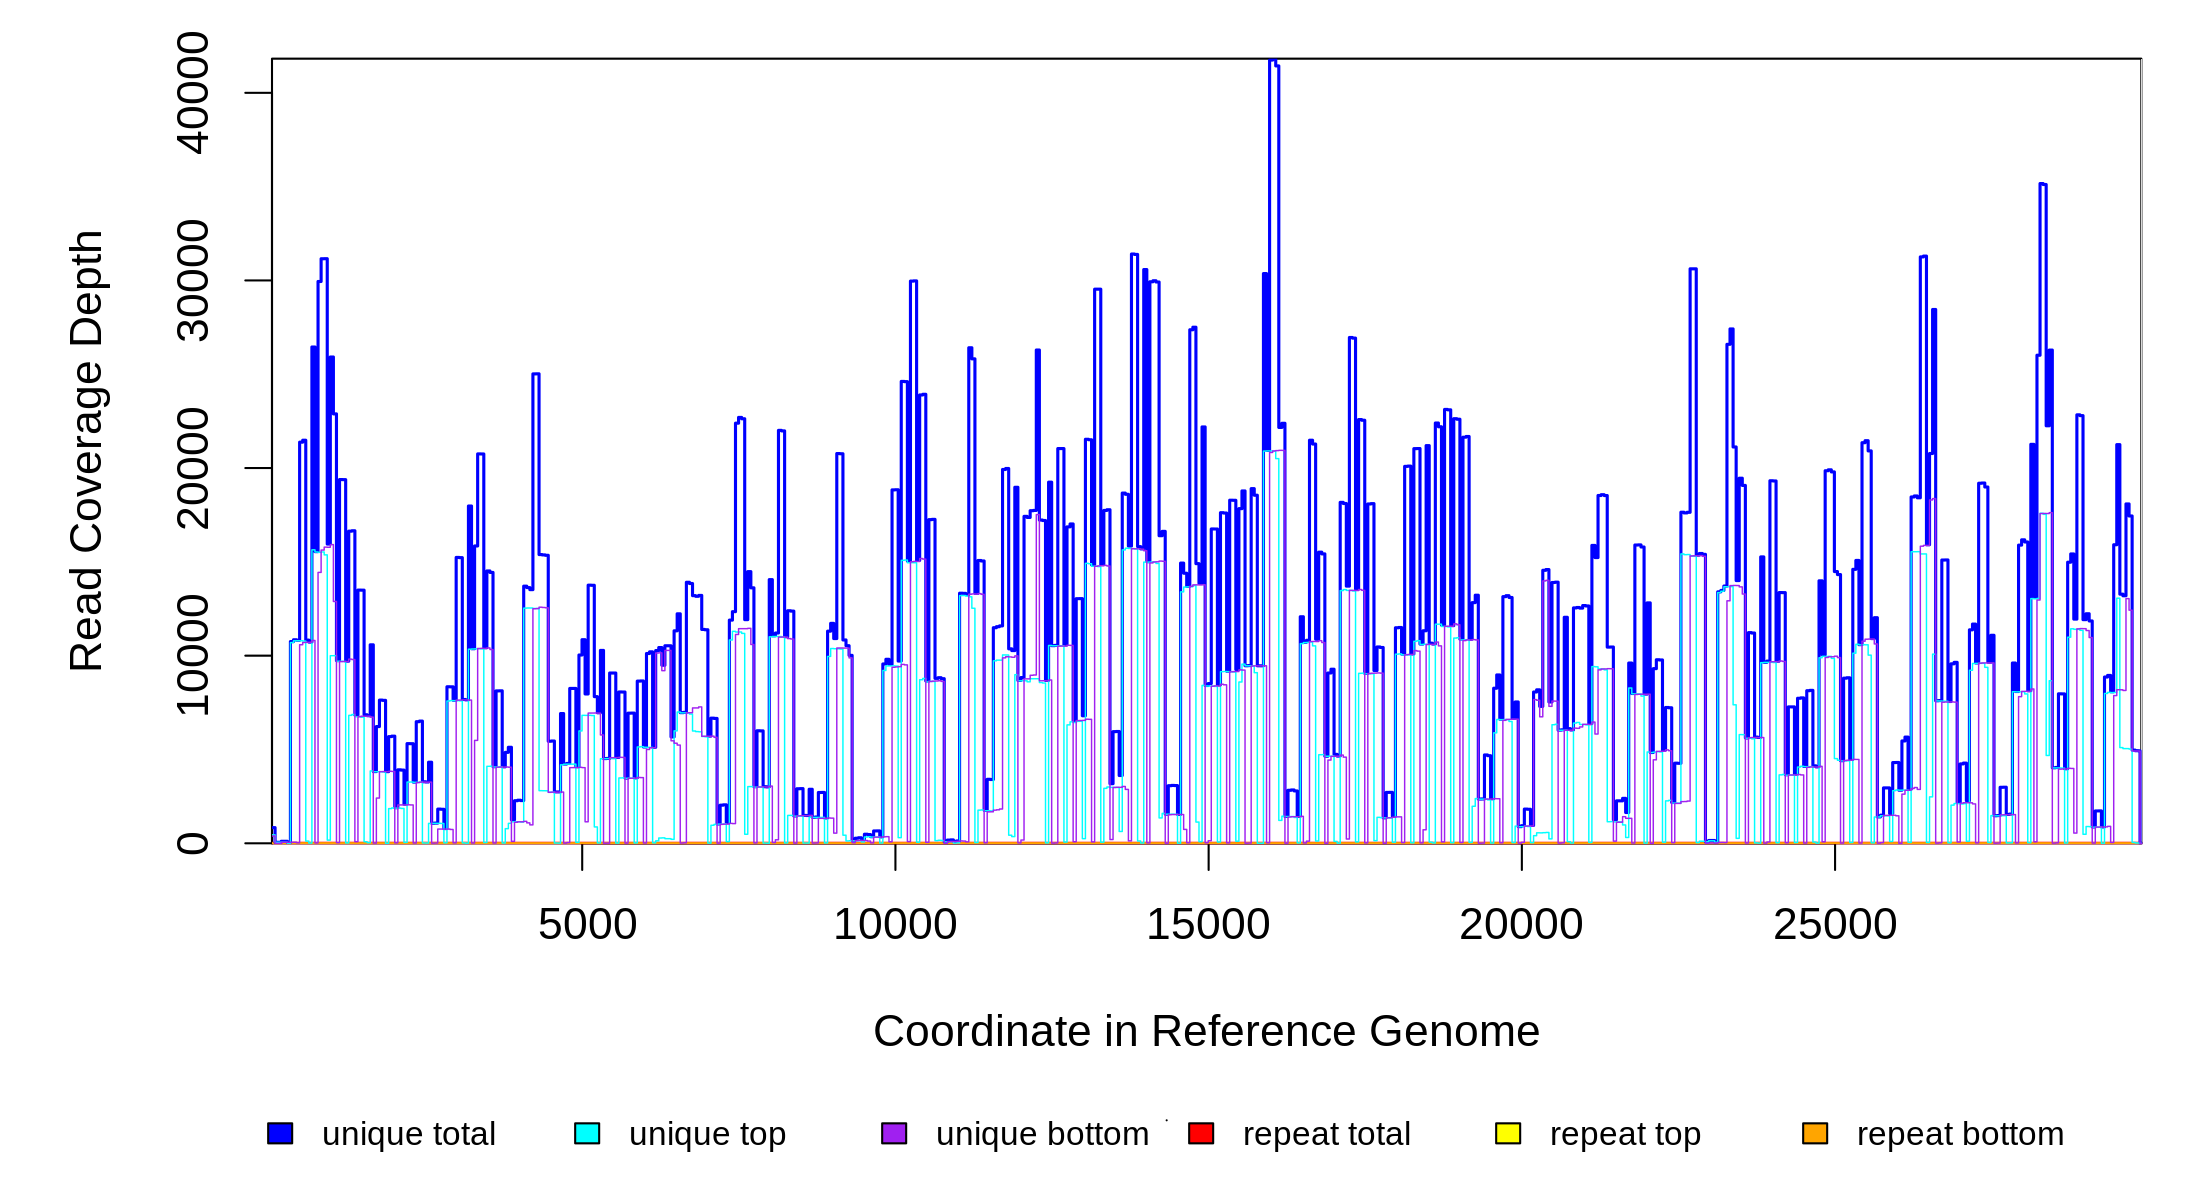 40000
30000
20000
10000
0
Read Coverage Depth
5000 10000 15000 20000 25000
Coordinate in Reference Genome
unique total unique top unique bottom repeat total repeat top repeat bottom